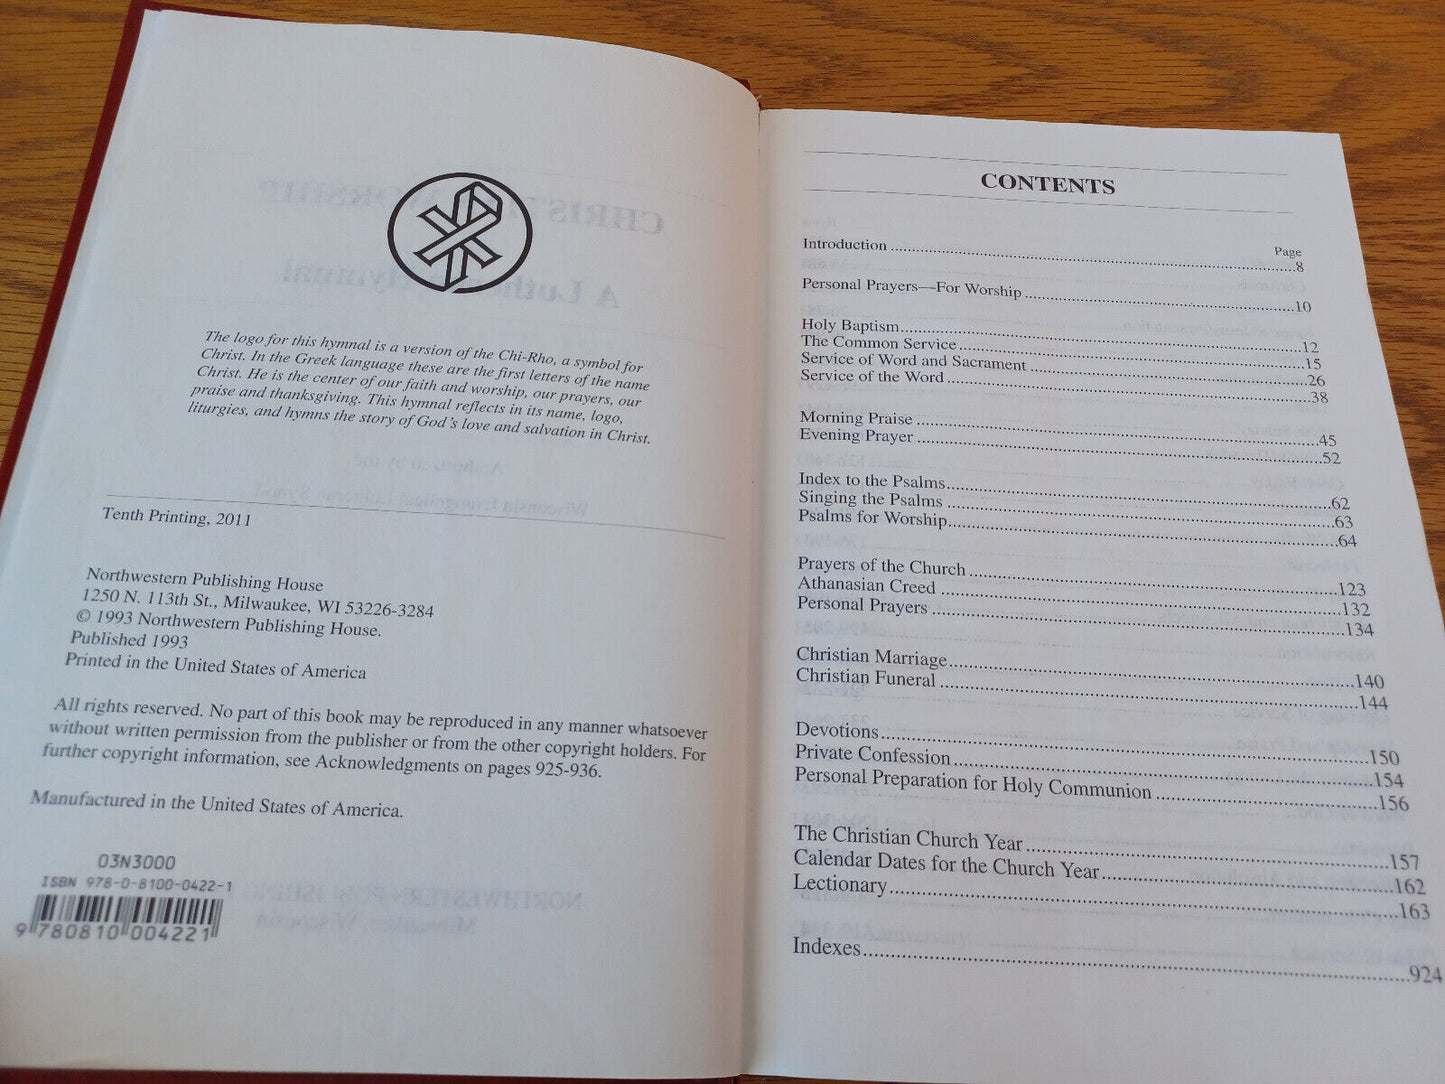 The logo for this hymnal is a version of the Chi-Rho, a symbol for
Christ. In the Greek language these are the first letters of the name
Christ. He is the center of our faith and worship, our prayers, our
praise and thanksgiving. This hymnal reflects in its name, logo,
liturgies, and hymns the story of God's love and salvation in Christ.
Tenth Printing, 2011
Northwestern Publishing House
1250 N. 113th St., Milwaukee, WI 53226-3284
© 1993 Northwestern Publishing House.
Published 1993
Printed in the United States of America
All rights reserved. No part of this book may be reproduced in any manner whatsoever
without written permission from the publisher or from the other copyright holders. For
further copyright information, see Acknowledgments on pages 925-936.
Manufactured in the United States of America.
03N3000
ISBN 978-0-8100-0422-1
9 780810 004221
CONTENTS
Page
Introduction 8
Personal Prayers—For Worship 10
Holy Baptism 12
The Common Service 15
Service of Word and Sacrament 26
Service of the Word 38
Morning Praise 45
Evening Prayer 52
Index to the Psalms 62
Singing the Psalms 63
Psalms for Worship 64
Prayers of the Church 123
Athanasian Creed 132
Personal Prayers 134
Christian Marriage 140
Christian Funeral 144
Devotions 150
Private Confession 154
Personal Preparation for Holy Communion 156
The Christian Church Year 157
Calendar Dates for the Church Year 162
Lectionary 163
Indexes 924